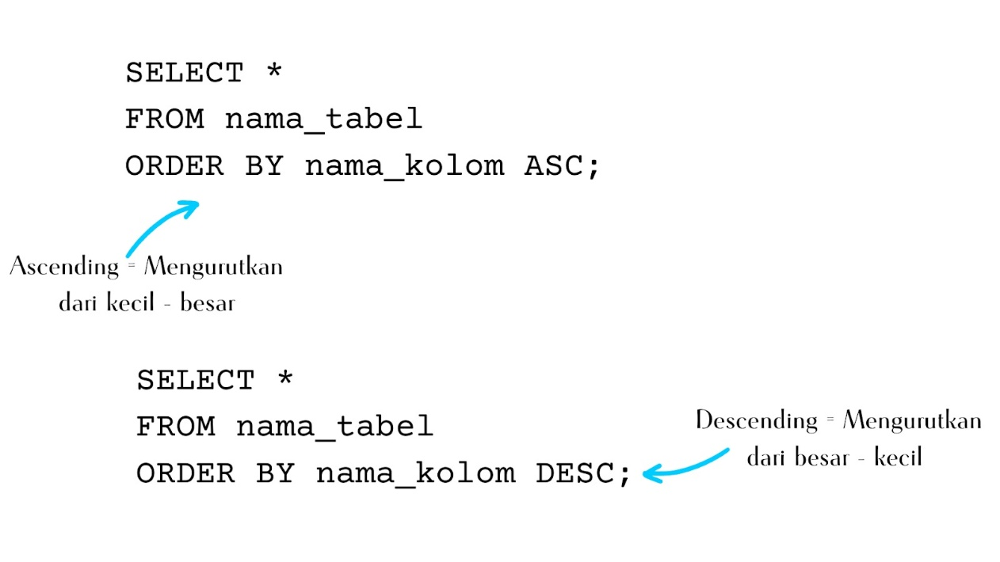 SELECT *
FROM nama_tabel
ORDER BY nama_kolom ASC;
Ascending = Mengurutkan
dari kecil - besar
SELECT *
FROM nama_tabel
ORDER BY nama_kolom DESC;
Descending = Mengurutkan
dari besar - kecil